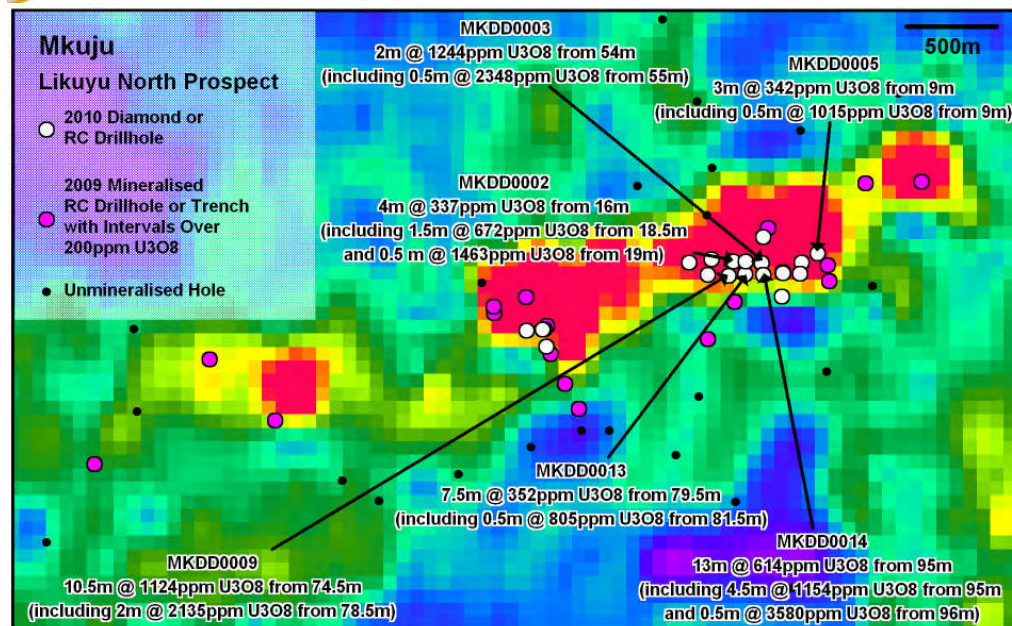 Mkuju
Likuyu North Prospect
2010 Diamond or
RC Drillhole
2009 Mineralised
RC Drillhole or Trench
with Intervals Over
200ppm U3O8
Unmineralised Hole
500m
MKDD0003
2m @ 1244ppm U3O8 from 54m
(including 0.5m @ 2348ppm U3O8 from 55m)
MKDD0005
3m @ 342ppm U3O8 from 9m
(including 0.5m @ 1015ppm U3O8 from 9m)
MKDD0002
4m @ 337ppm U3O8 from 16m
(including 1.5m @ 672ppm U3O8 from 18.5m
and 0.5 m @ 1463ppm U3O8 from 19m)
MKDD0013
7.5m @ 352ppm U3O8 from 79.5m
(including 0.5m @ 805ppm U3O8 from 81.5m)
MKDD0009
10.5m @ 1124ppm U3O8 from 74.5m
(including 2m @ 2135ppm U3O8 from 78.5m)
MKDD0014
13m @ 614ppm U3O8 from 95m
(including 4.5m @ 1154ppm U3O8 from 95m
and 0.5m @ 3580ppm U3O8 from 96m)